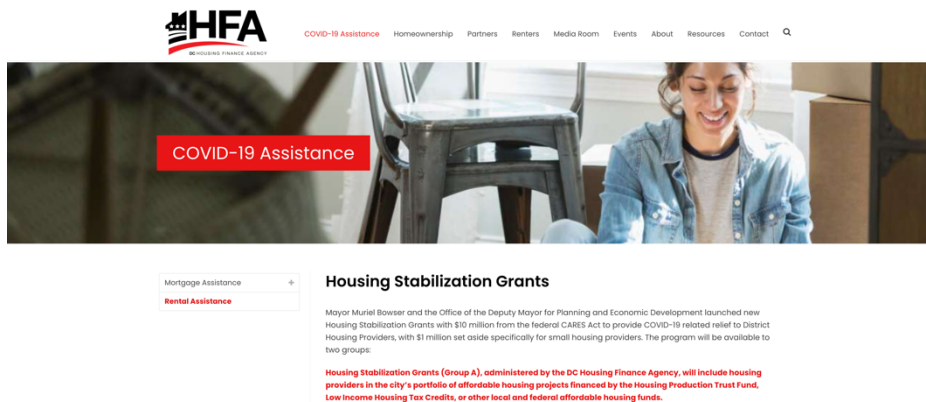 HFA
DC HOUSING FINANCE AGENCY
COVID-19 Assistance Homeownership Partners Renters Media Room Events About Resources Contact
COVID-19 Assistance
Mortgage Assistance +
Rental Assistance
Housing Stabilization Grants
Mayor Muriel Bowser and the Office of the Deputy Mayor for Planning and Economic Development launched new
Housing Stabilization Grants with $10 million from the federal CARES Act to provide COVID-19 related relief to District
Housing Providers, with $1 million set aside specifically for small housing providers. The program will be available to
two groups:
Housing Stabilization Grants (Group A), administered by the DC Housing Finance Agency, will include housing
providers in the city's portfolio of affordable housing projects financed by the Housing Production Trust Fund,
Low Income Housing Tax Credits, or other local and federal affordable housing funds.